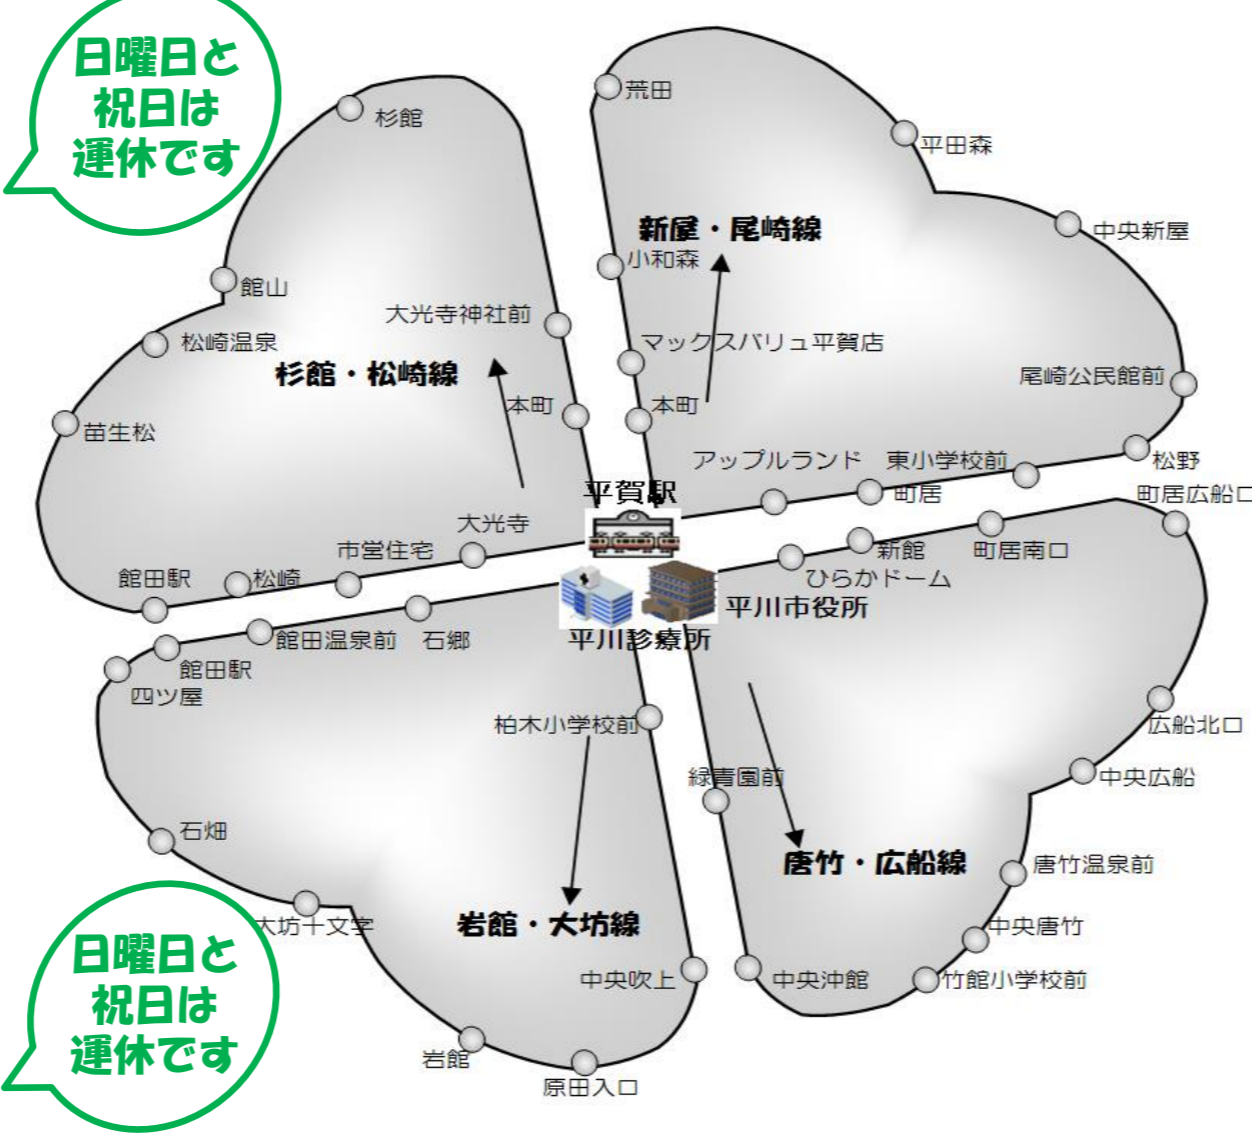 日曜日と
祝日は
運休です
杉館
館山
松崎温泉
苗生松
大光寺神社前
杉館・松崎線
本町
大光寺
市営住宅
松崎
館田駅
荒田
平田森
中央新屋
新屋・尾崎線
小和森
マックスバリュ平賀店
本町
尾崎公民館前
アップルランド
東小学校前
町居
松野
平賀駅
町居広船口
町居南口
新館
ひらかドーム
平川市役所
平川診療所
広船北口
中央広船
緑青園前
唐竹・広船線
唐竹温泉前
中央唐竹
竹館小学校前
中央沖館
石郷
館田温泉前
館田駅
四ツ屋
柏木小学校前
石畑
大坊十文字
岩館・大坊線
中央吹上
岩館
原田入口
日曜日と
祝日は
運休です